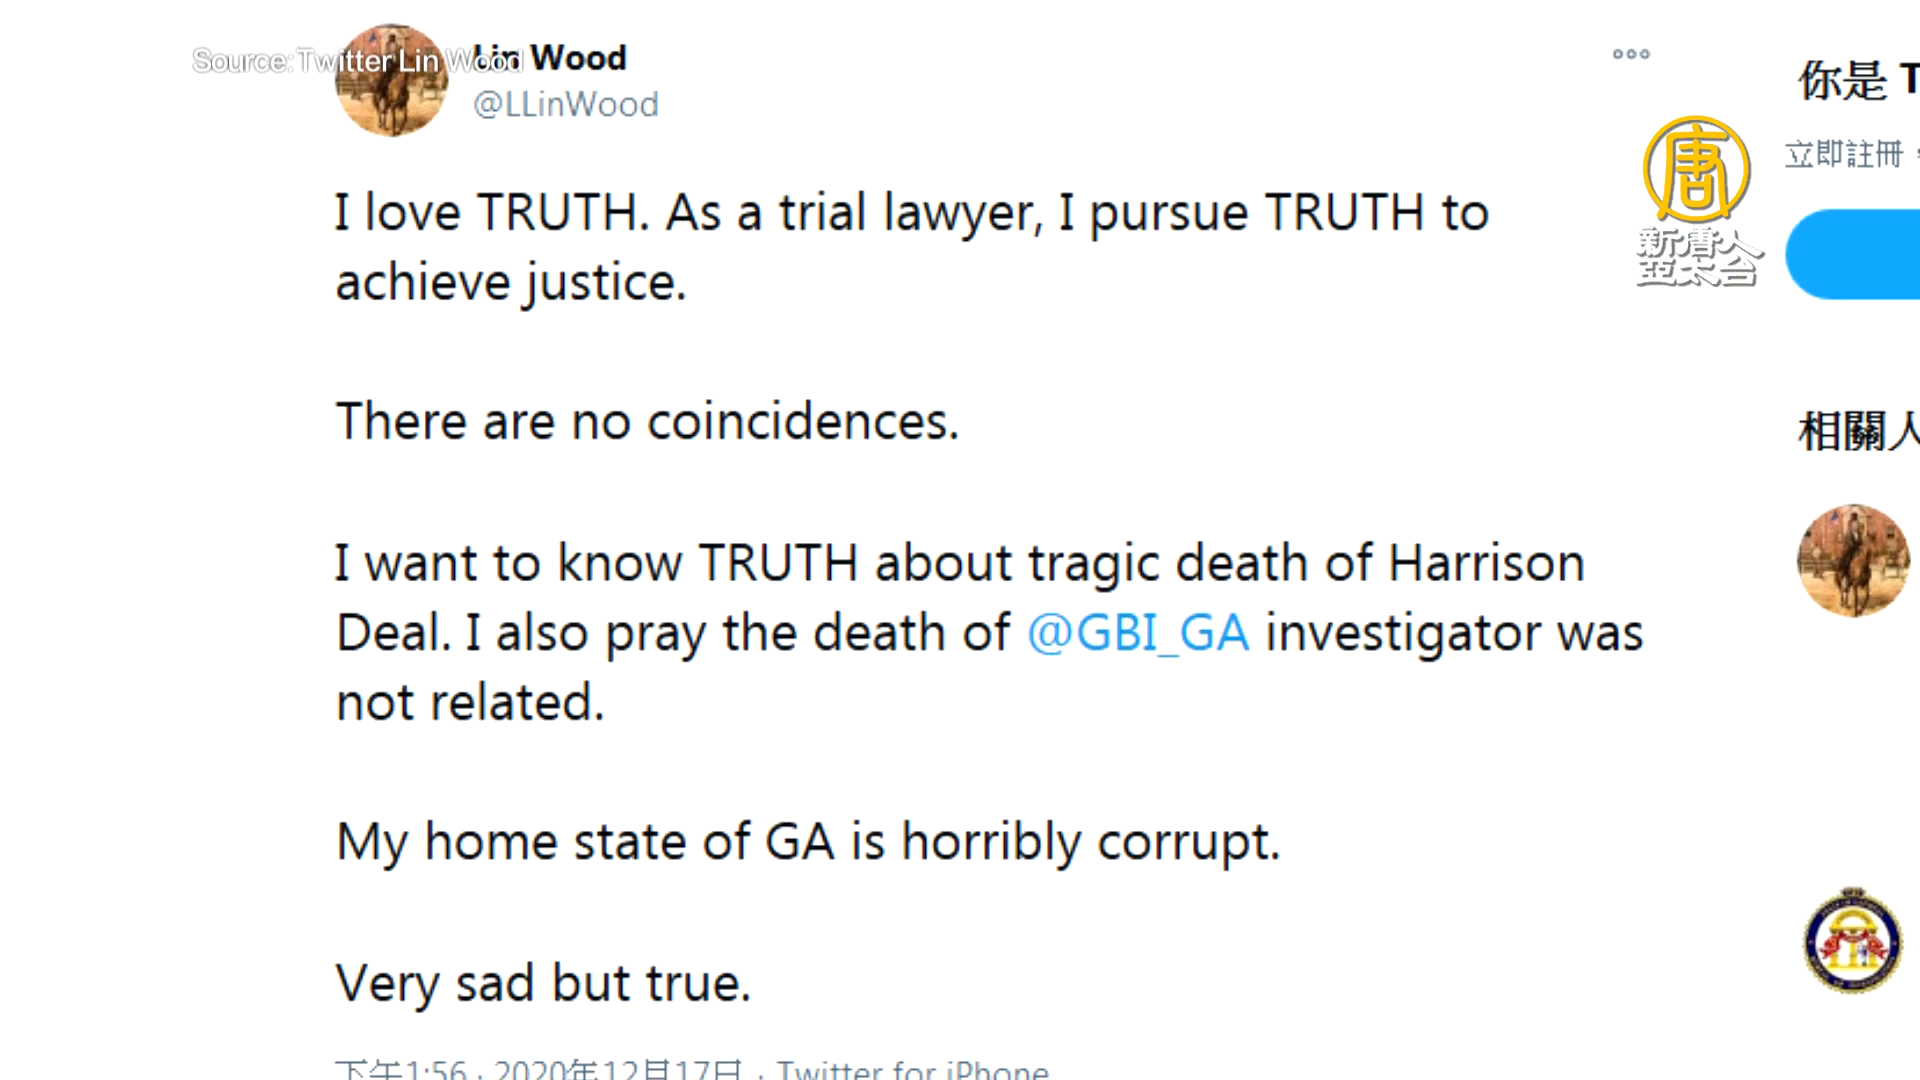 Source: Twitter Lin Wood
Lin Wood
@LLinWood
I love TRUTH. As a trial lawyer, I pursue TRUTH to
achieve justice.
There are no coincidences.
I want to know TRUTH about tragic death of Harrison
Deal. I also pray the death of @GBI_GA investigator was
not related.
My home state of GA is horribly corrupt.
Very sad but true.
下午1:56 · 2020年12月17日 · Twitter for iPhone
你是 T
立即註冊，
唐
新唐人
亞太台
相關人